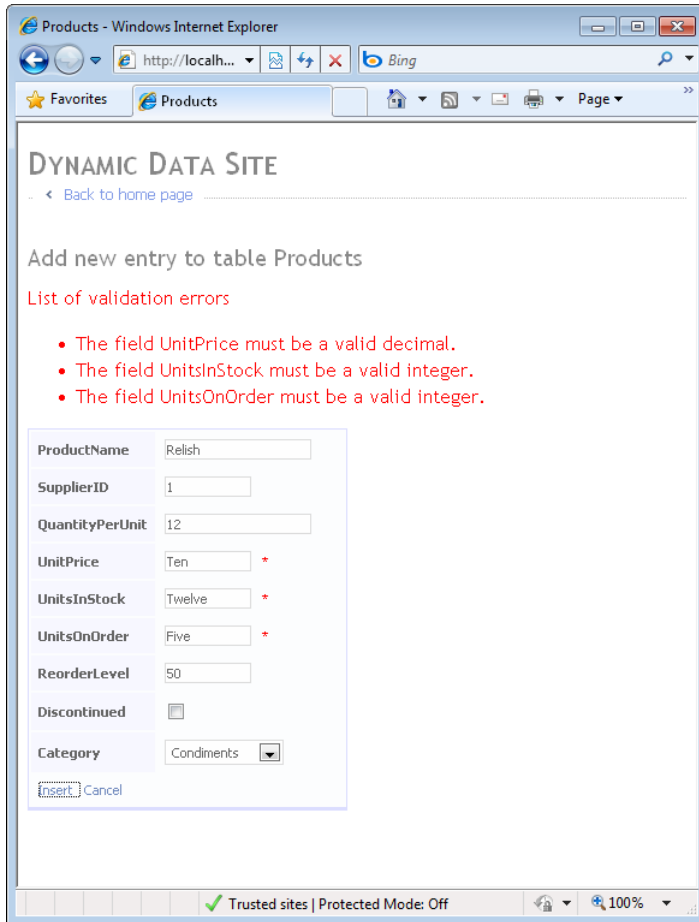 Products - Windows Internet Explorer
http://localh...
Bing
Favorites
Products
Page
DYNAMIC DATA SITE
Back to home page
Add new entry to table Products
List of validation errors
• The field UnitPrice must be a valid decimal.
• The field UnitsInStock must be a valid integer.
• The field UnitsOnOrder must be a valid integer.
ProductName Relish
SupplierID 1
QuantityPerUnit 12
UnitPrice Ten *
UnitsInStock Twelve *
UnitsOnOrder Five *
ReorderLevel 50
Discontinued
Category Condiments
Insert Cancel
Trusted sites | Protected Mode: Off 100%